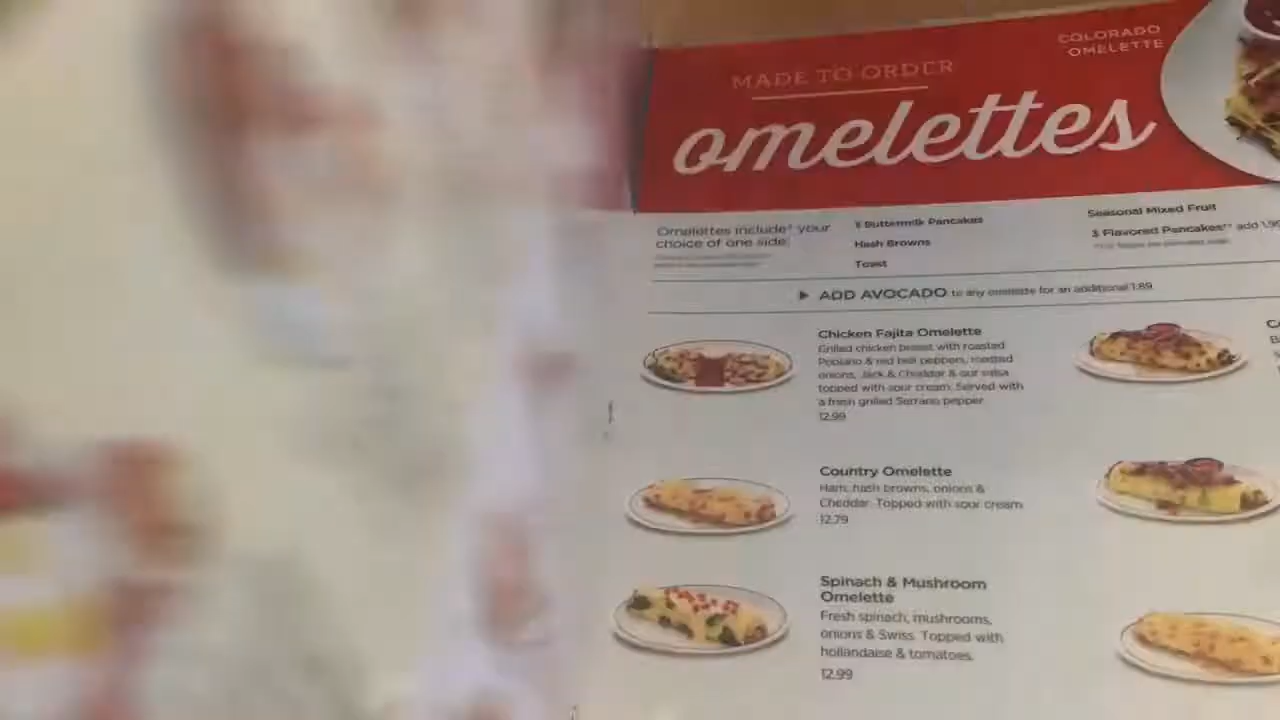 COLORADO
OMELETTE
MADE TO ORDER
omelettes
Omelettes include* your
choice of one side:
3 Buttermilk Pancakes
Hash Browns
Toast
Seasonal Mixed Fruit
3 Flavored Pancakes** add 1.99
▶ ADD AVOCADO to any omelette for an additional 1.89
Chicken Fajita Omelette
Grilled chicken breast with roasted
Poblano & red bell peppers, roasted
onions, Jack & Cheddar & our salsa
topped with sour cream. Served with
a fresh grilled Serrano pepper.
12.99
Country Omelette
Ham, hash browns, onions &
Cheddar. Topped with sour cream.
12.79
Spinach & Mushroom
Omelette
Fresh spinach, mushrooms,
onions & Swiss. Topped with
hollandaise & tomatoes.
12.99